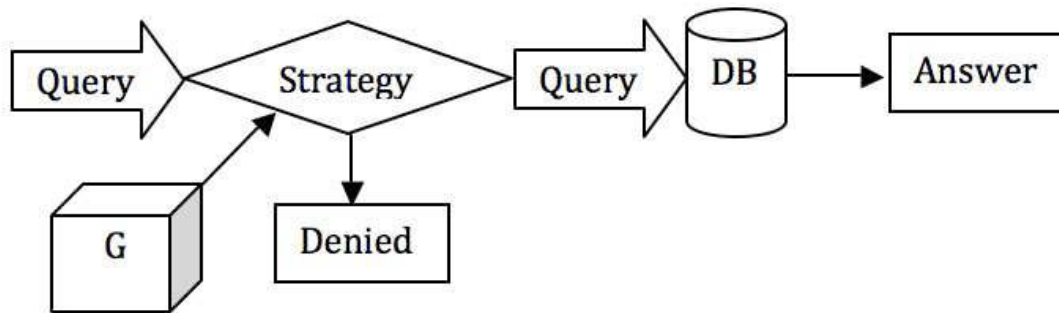 Query
Strategy
Query
DB
Answer
G
Denied